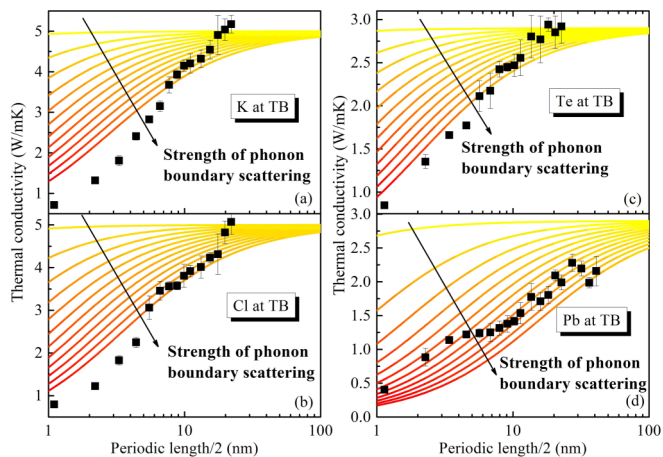 Thermal conductivity (W/mK)
5
4
3
2
1
K at TB
Strength of phonon
boundary scattering
(a)
5
4
3
2
1
Cl at TB
Strength of phonon
boundary scattering
(b)
1 10 100
Periodic length/2 (nm)
Thermal conductivity (W/mK)
3.0
2.5
2.0
1.5
1.0
Te at TB
Strength of phonon
boundary scattering
(c)
3.0
2.5
2.0
1.5
1.0
0.5
0.0
Pb at TB
Strength of phonon
boundary scattering
(d)
1 10 100
Periodic length/2 (nm)